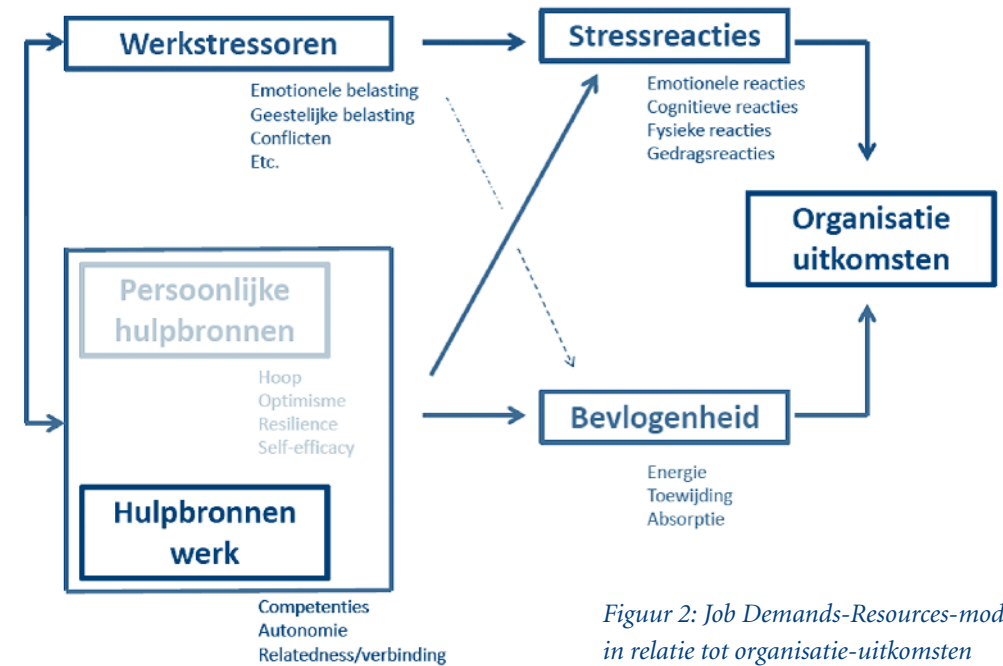 Werkstressoren
Emotionele belasting
Geestelijke belasting
Conflicten
Etc.
Stressreacties
Emotionele reacties
Cognitieve reacties
Fysieke reacties
Gedragsreacties
Organisatie
uitkomsten
Persoonlijke
hulpbronnen
Hoop
Optimisme
Resilience
Self-efficacy
Bevlogenheid
Energie
Toewijding
Absorptie
Hulpbronnen
werk
Competenties
Autonomie
Relatedness/verbinding
Figuur 2: Job Demands-Resources-mod
in relatie tot organisatie-uitkomsten